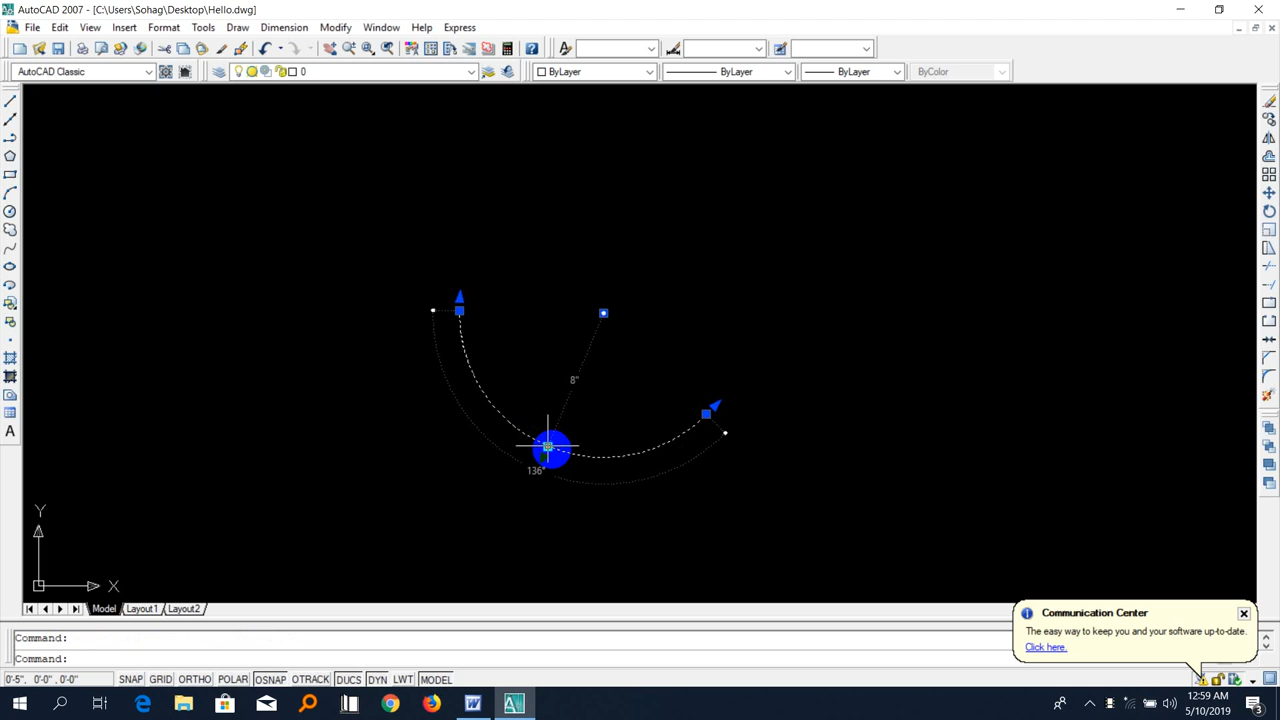 AutoCAD 2007 - [C:\Users\Sohag\Desktop\Hello.dwg]
File Edit View Insert Format Tools Draw Dimension Modify Window Help Express
AutoCAD Classic 0 ByLayer ByLayer ByLayer ByColor
8"
136°
Y
X
Model Layout1 Layout2
Communication Center
The easy way to keep you and your software up-to-date.
Click here.
Command:
Command:
0'-5", 0'-0", 0'-0" SNAP GRID ORTHO POLAR OSNAP OTRACK DUCS DYN LWT MODEL
12:59 AM
5/10/2019
3